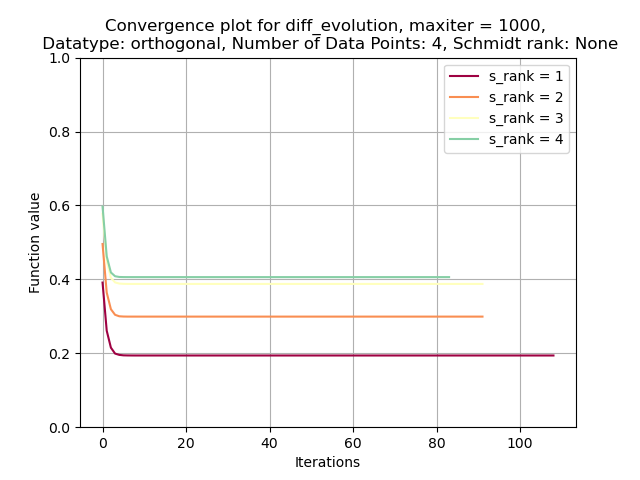 Convergence plot for diff_evolution, maxiter = 1000,
Datatype: orthogonal, Number of Data Points: 4, Schmidt rank: None
s_rank = 1
s_rank = 2
s_rank = 3
s_rank = 4
Function value
1.0
0.8
0.6
0.4
0.2
0.0
0 20 40 60 80 100
Iterations